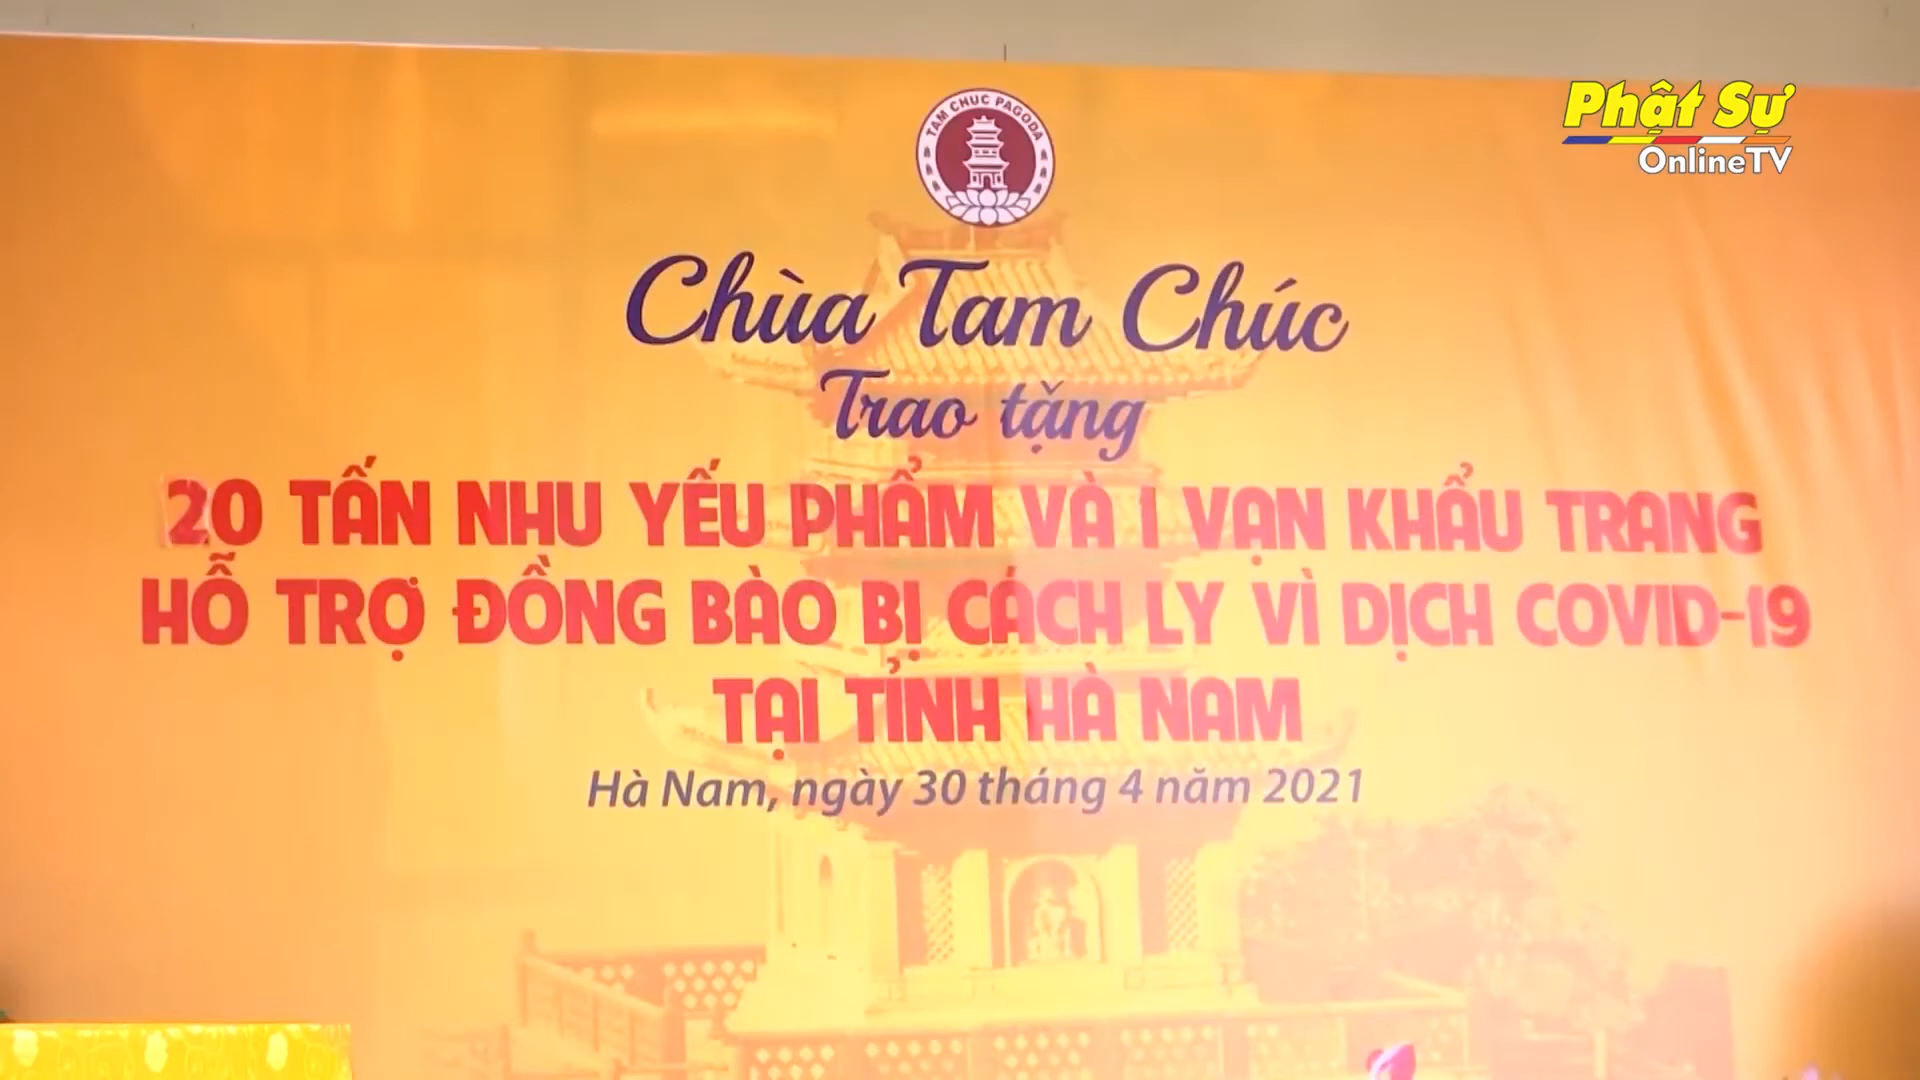 Phật Sự
OnlineTV
TAM CHUC PAGODA
Chùa Tam Chúc
Trao tặng
20 TẤN NHU YẾU PHẨM VÀ 1 VẠN KHẨU TRANG
HỖ TRỢ ĐỒNG BÀO BỊ CÁCH LY VÌ DỊCH COVID-19
TẠI TỈNH HÀ NAM
Hà Nam, ngày 30 tháng 4 năm 2021